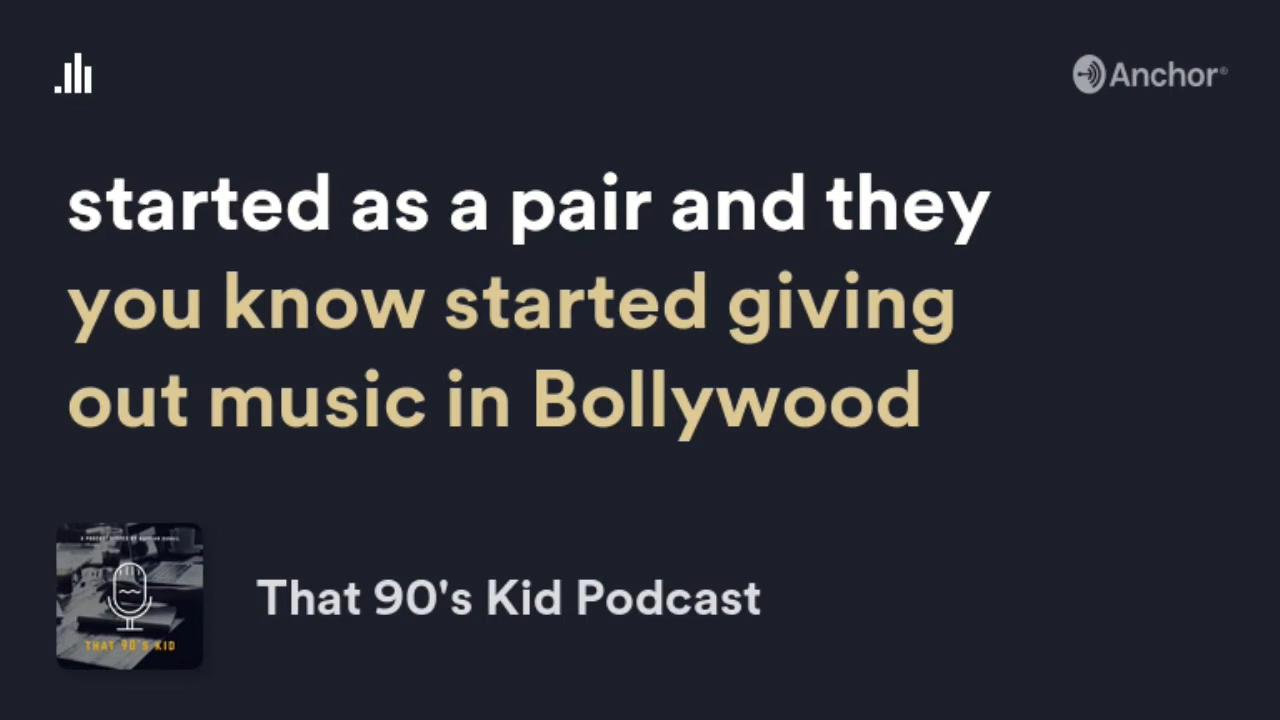 Anchor®
started as a pair and they
you know started giving
out music in Bollywood
That 90's Kid Podcast
THAT 90'S KID